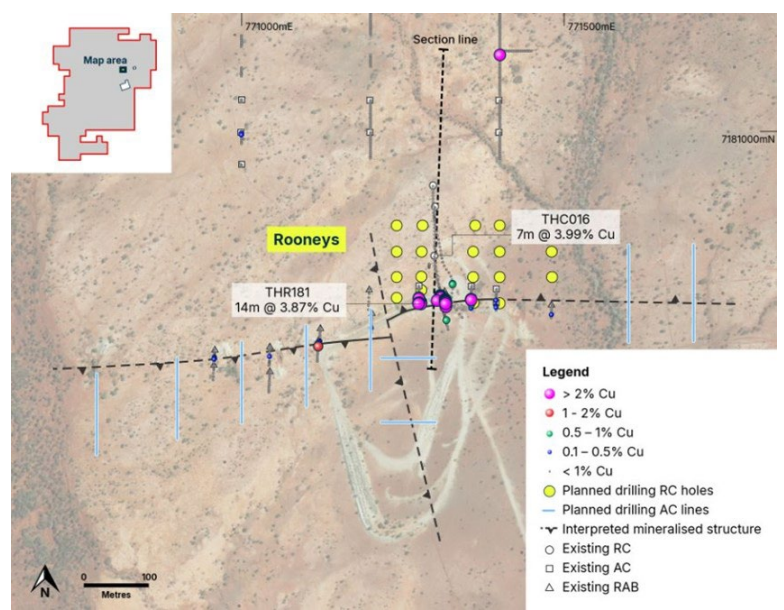 771000mE
771500mE
Section line
Map area
7181000mN
THC016
7m @ 3.99% Cu
Rooneys
THR181
14m @ 3.87% Cu
Legend
> 2% Cu
1 - 2% Cu
0.5 – 1% Cu
0.1 – 0.5% Cu
< 1% Cu
Planned drilling RC holes
Planned drilling AC lines
Interpreted mineralised structure
Existing RC
Existing AC
Existing RAB
N
0
100
Metres